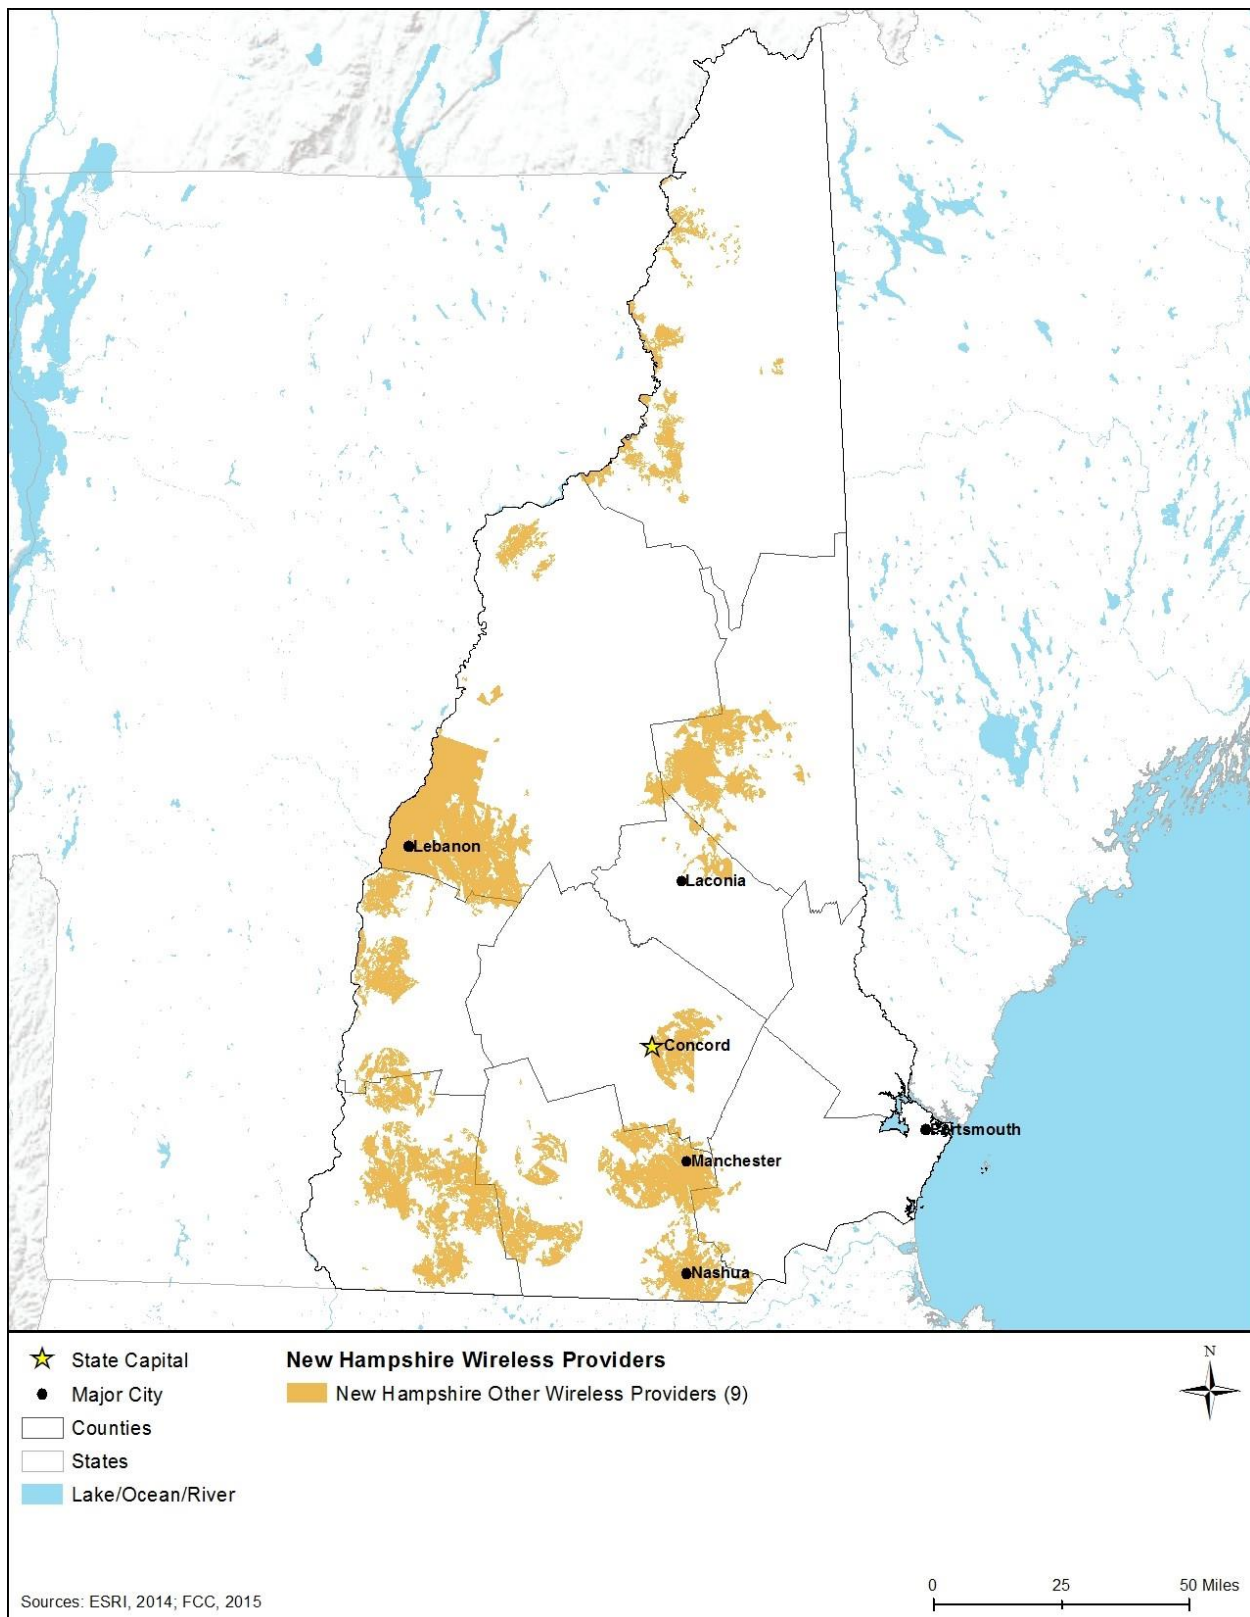 Lebanon
Laconia
Concord
Portsmouth
Manchester
Nashua
State Capital
Major City
Counties
States
Lake/Ocean/River
New Hampshire Wireless Providers
New Hampshire Other Wireless Providers (9)
N
Sources: ESRI, 2014; FCC, 2015
0 25 50 Miles